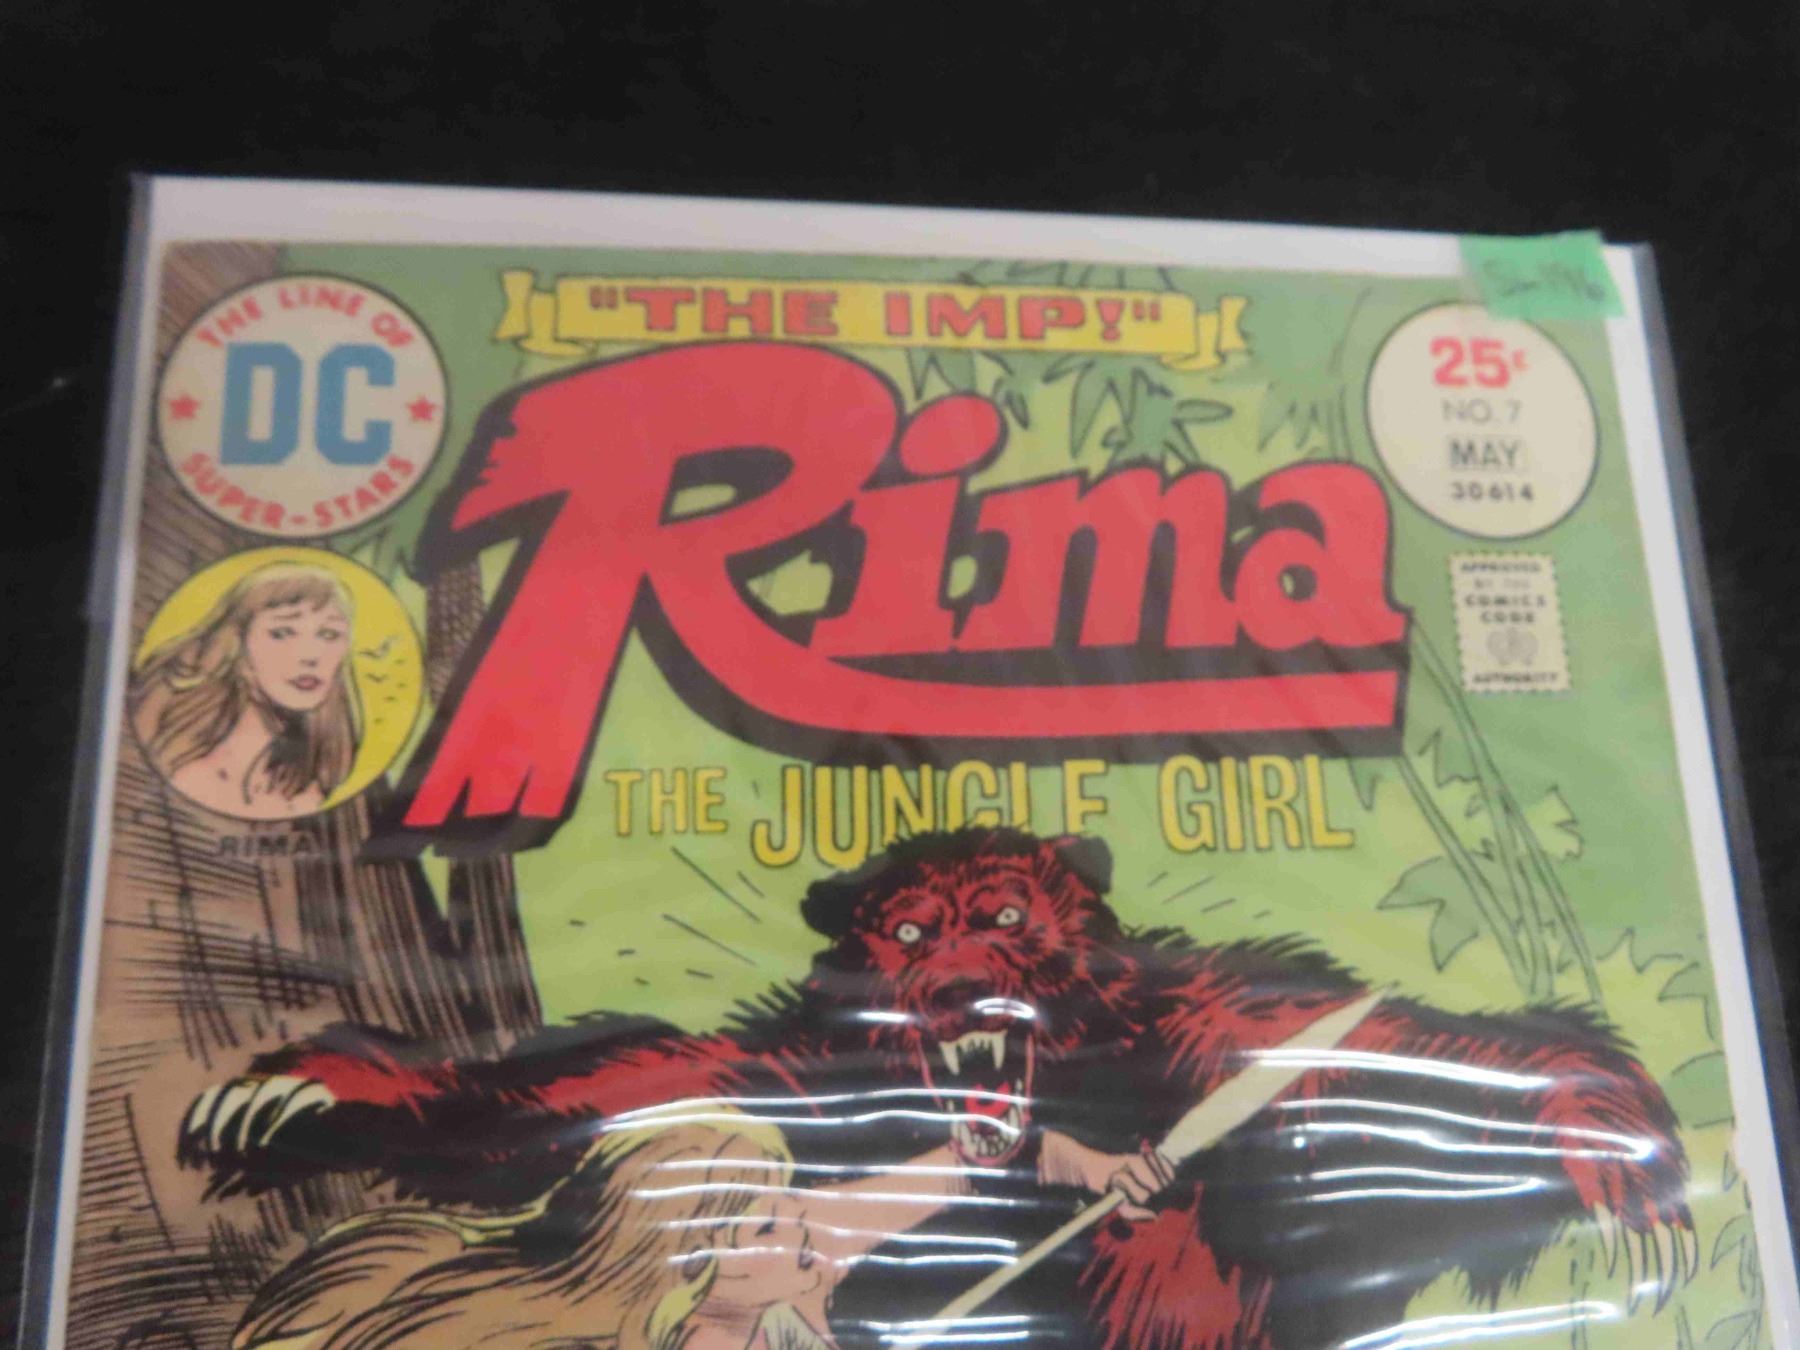 "THE IMP!"
THE LINE OF
DC
SUPER-STARS
25¢
NO. 7
MAY
30614
Rima
APPROVED
BY THE
COMICS
CODE
AUTHORITY
THE JUNGLE GIRL
RIMA